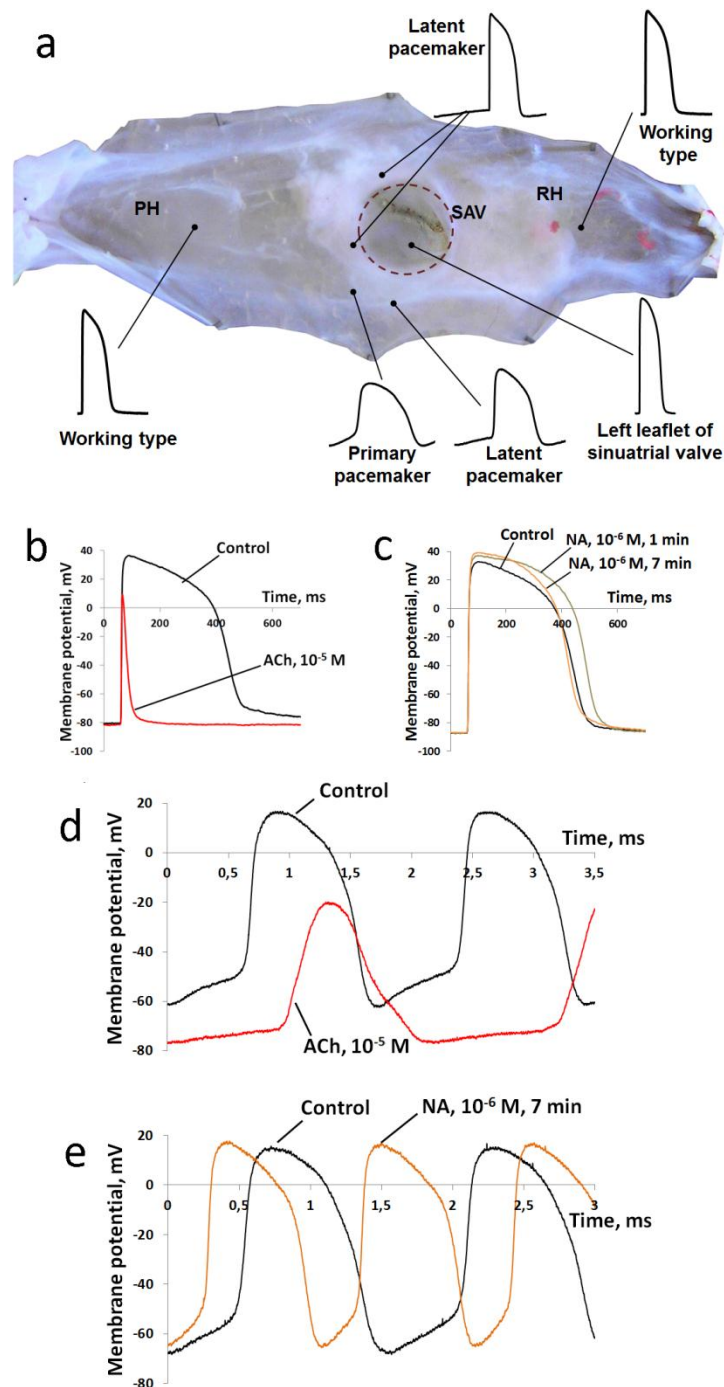 a
Latent
pacemaker
Working
type
PH
SAV
RH
Working type
Primary
pacemaker
Latent
pacemaker
Left leaflet of
sinuatrial valve
b
Membrane potential, mV
40
20
0
-20
-40
-60
-80
-100
0
200
400
600
Control
Time, ms
ACh, 10⁻⁵ M
c
Membrane potential, mV
40
20
0
-20
-40
-60
-80
-100
0
200
400
600
Control
NA, 10⁻⁶ M, 1 min
NA, 10⁻⁶ M, 7 min
Time, ms
d
Membrane potential, mV
20
0
-20
-40
-60
-80
Control
Time, ms
0
0,5
1
1,5
2
2,5
3
3,5
ACh, 10⁻⁵ M
e
Membrane potential, mV
20
0
-20
-40
-60
-80
Control
NA, 10⁻⁶ M, 7 min
0
0,5
1
1,5
2
2,5
3
Time, ms